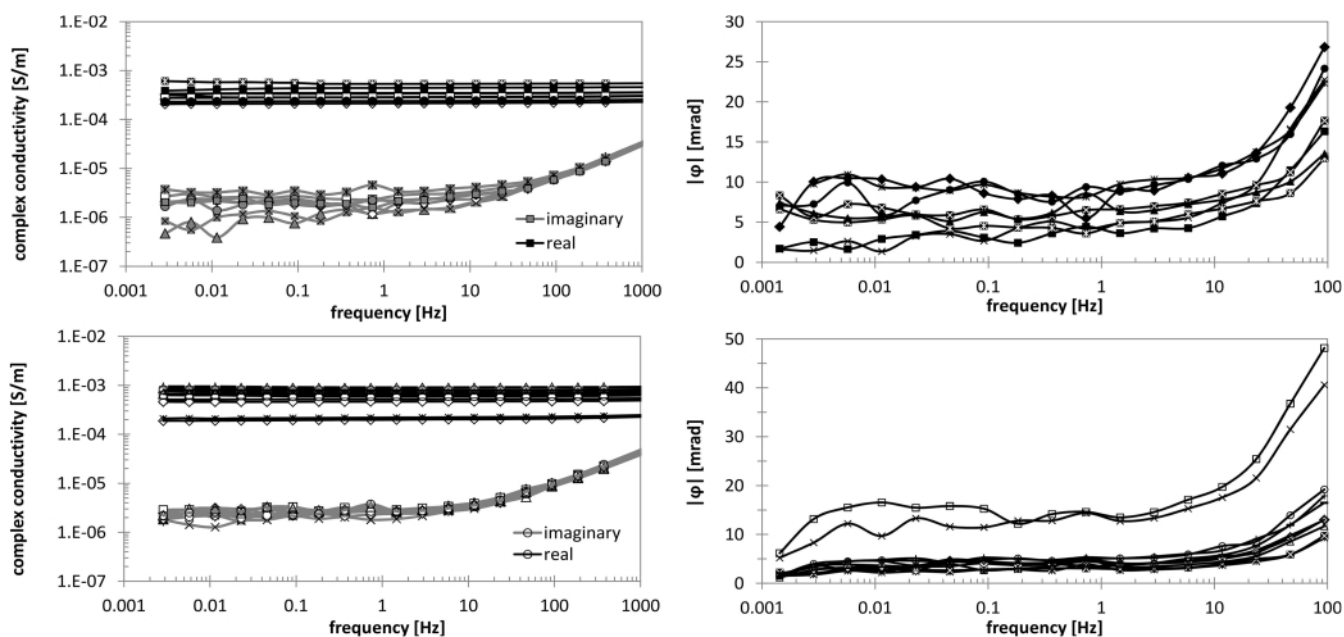 complex conductivity [S/m]
1.E-02
1.E-03
1.E-04
1.E-05
1.E-06
1.E-07
imaginary
real
0.001 0.01 0.1 1 10 100 1000
frequency [Hz]
|φ| [mrad]
30
25
20
15
10
5
0
0.001 0.01 0.1 1 10 100
frequency [Hz]
complex conductivity [S/m]
1.E-02
1.E-03
1.E-04
1.E-05
1.E-06
1.E-07
imaginary
real
0.001 0.01 0.1 1 10 100 1000
frequency [Hz]
|φ| [mrad]
50
40
30
20
10
0
0.001 0.01 0.1 1 10 100
frequency [Hz]